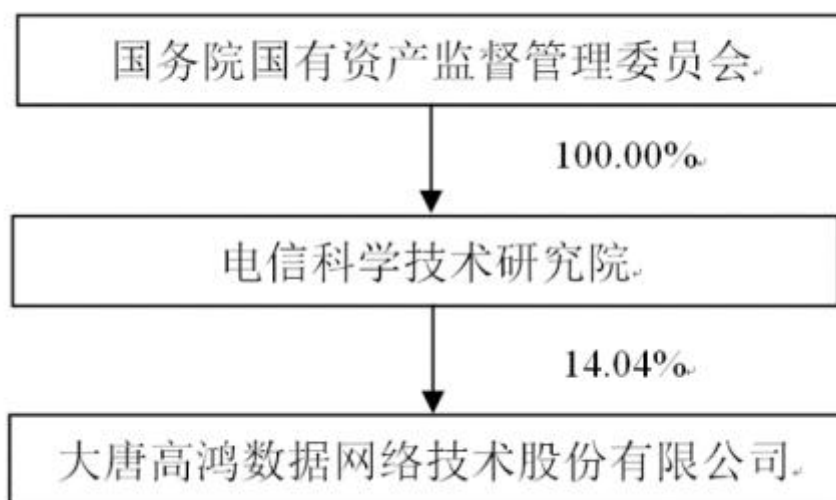 国务院国有资产监督管理委员会
100.00%
电信科学技术研究院
14.04%
大唐高鸿数据网络技术股份有限公司